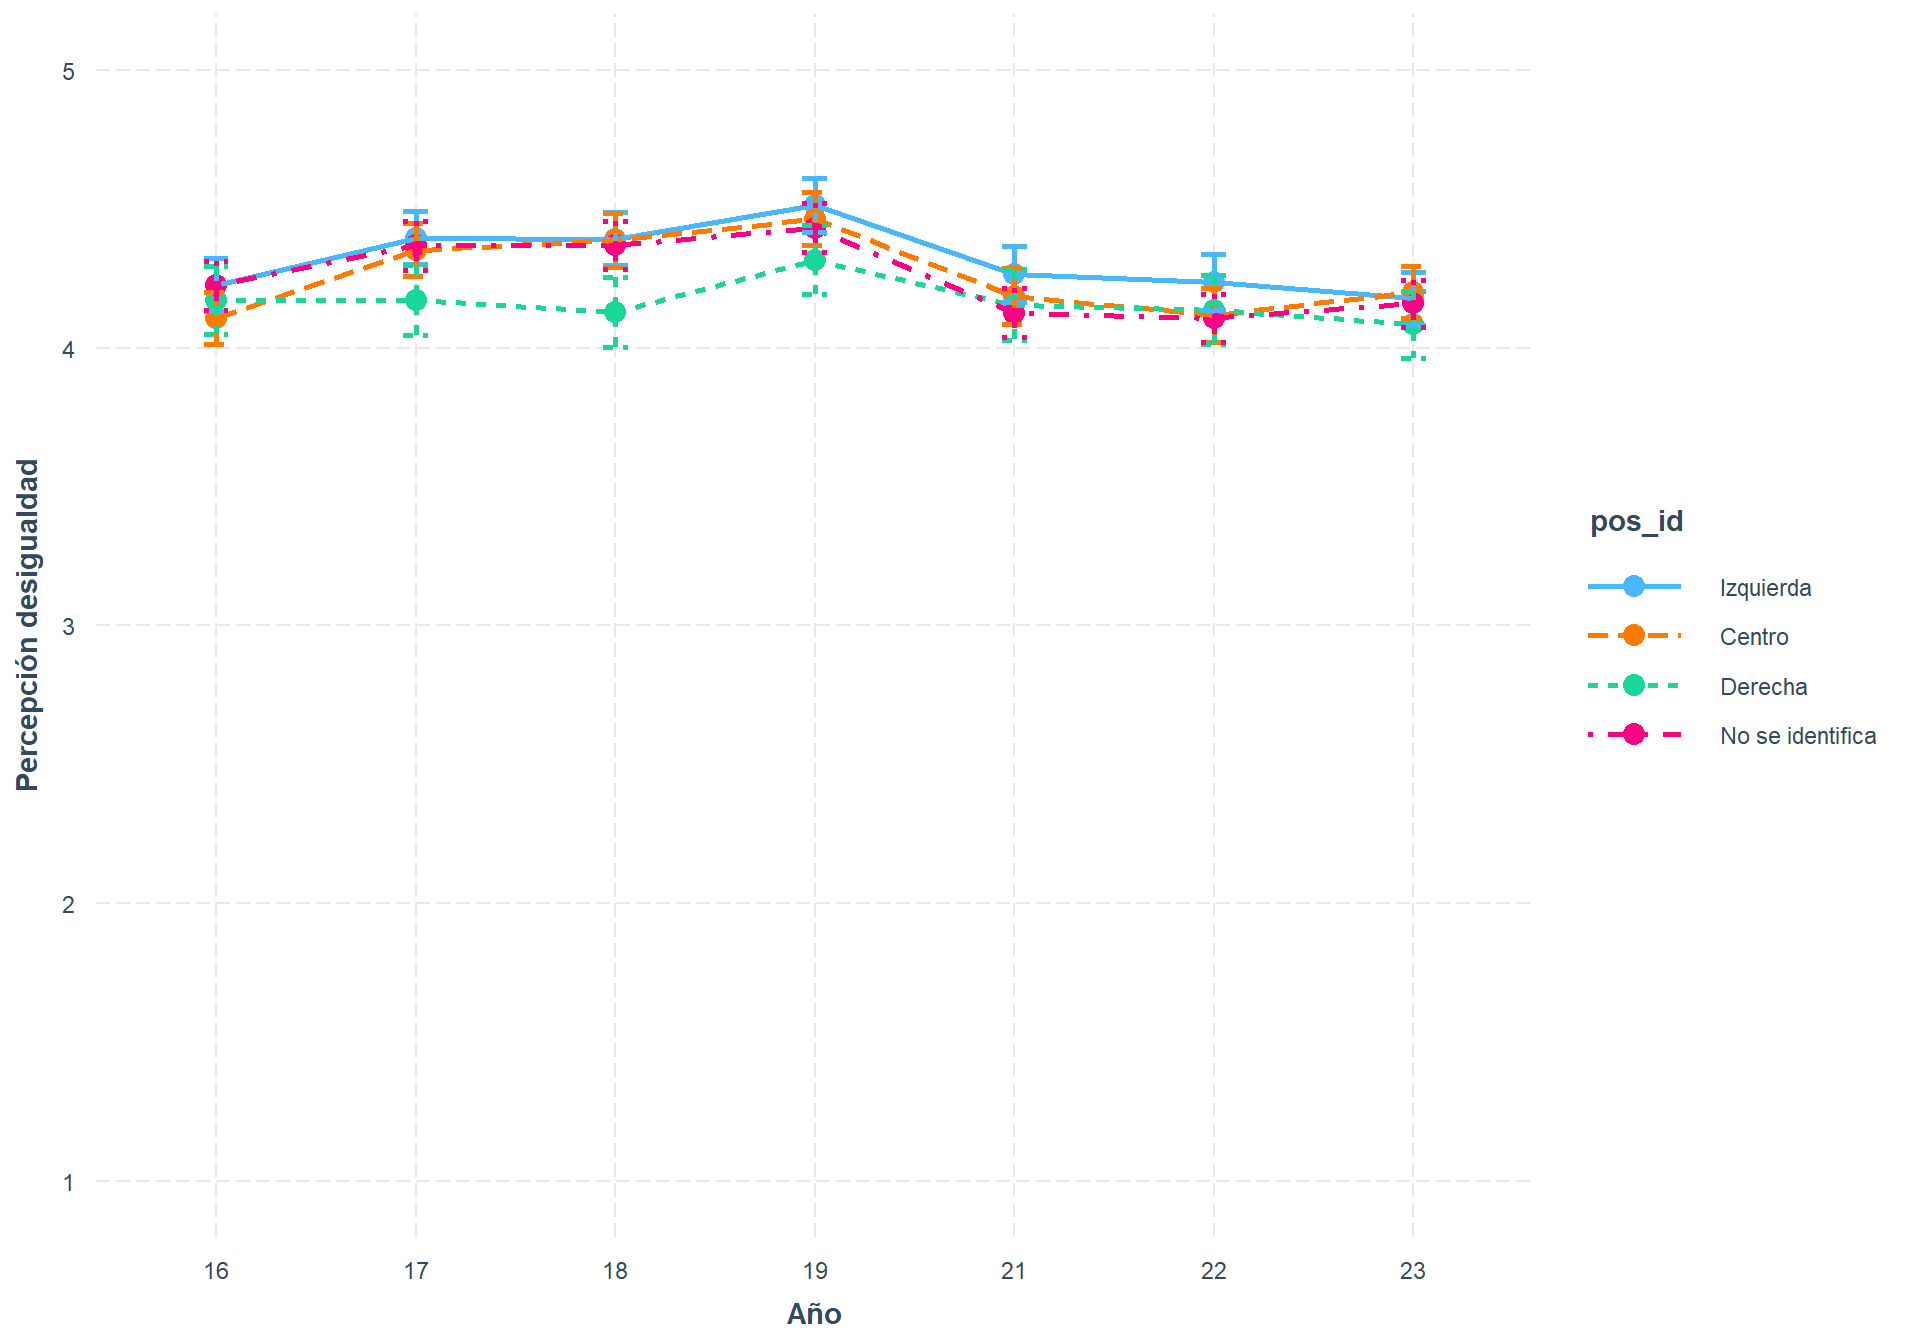 5
4
3
2
1
Percepción desigualdad
16 17 18 19 21 22 23
Año
pos_id
Izquierda
Centro
Derecha
No se identifica